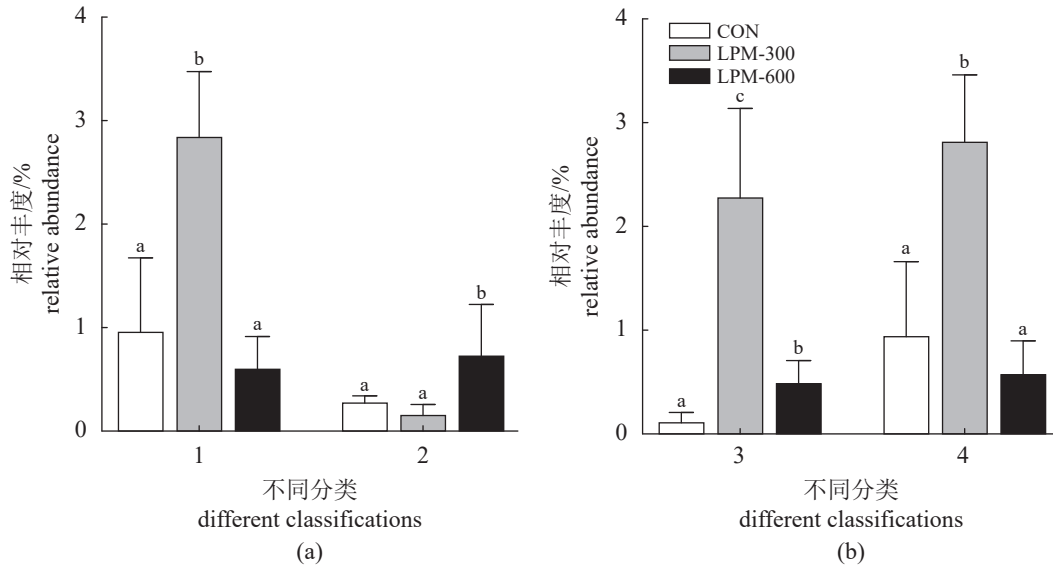 4
3
2
1
0
相对丰度/%
relative abundance
a
b
a
a
a
b
1
2
不同分类
different classifications
(a)
CON
LPM-300
LPM-600
4
3
2
1
0
相对丰度/%
relative abundance
a
c
b
a
b
a
3
4
不同分类
different classifications
(b)